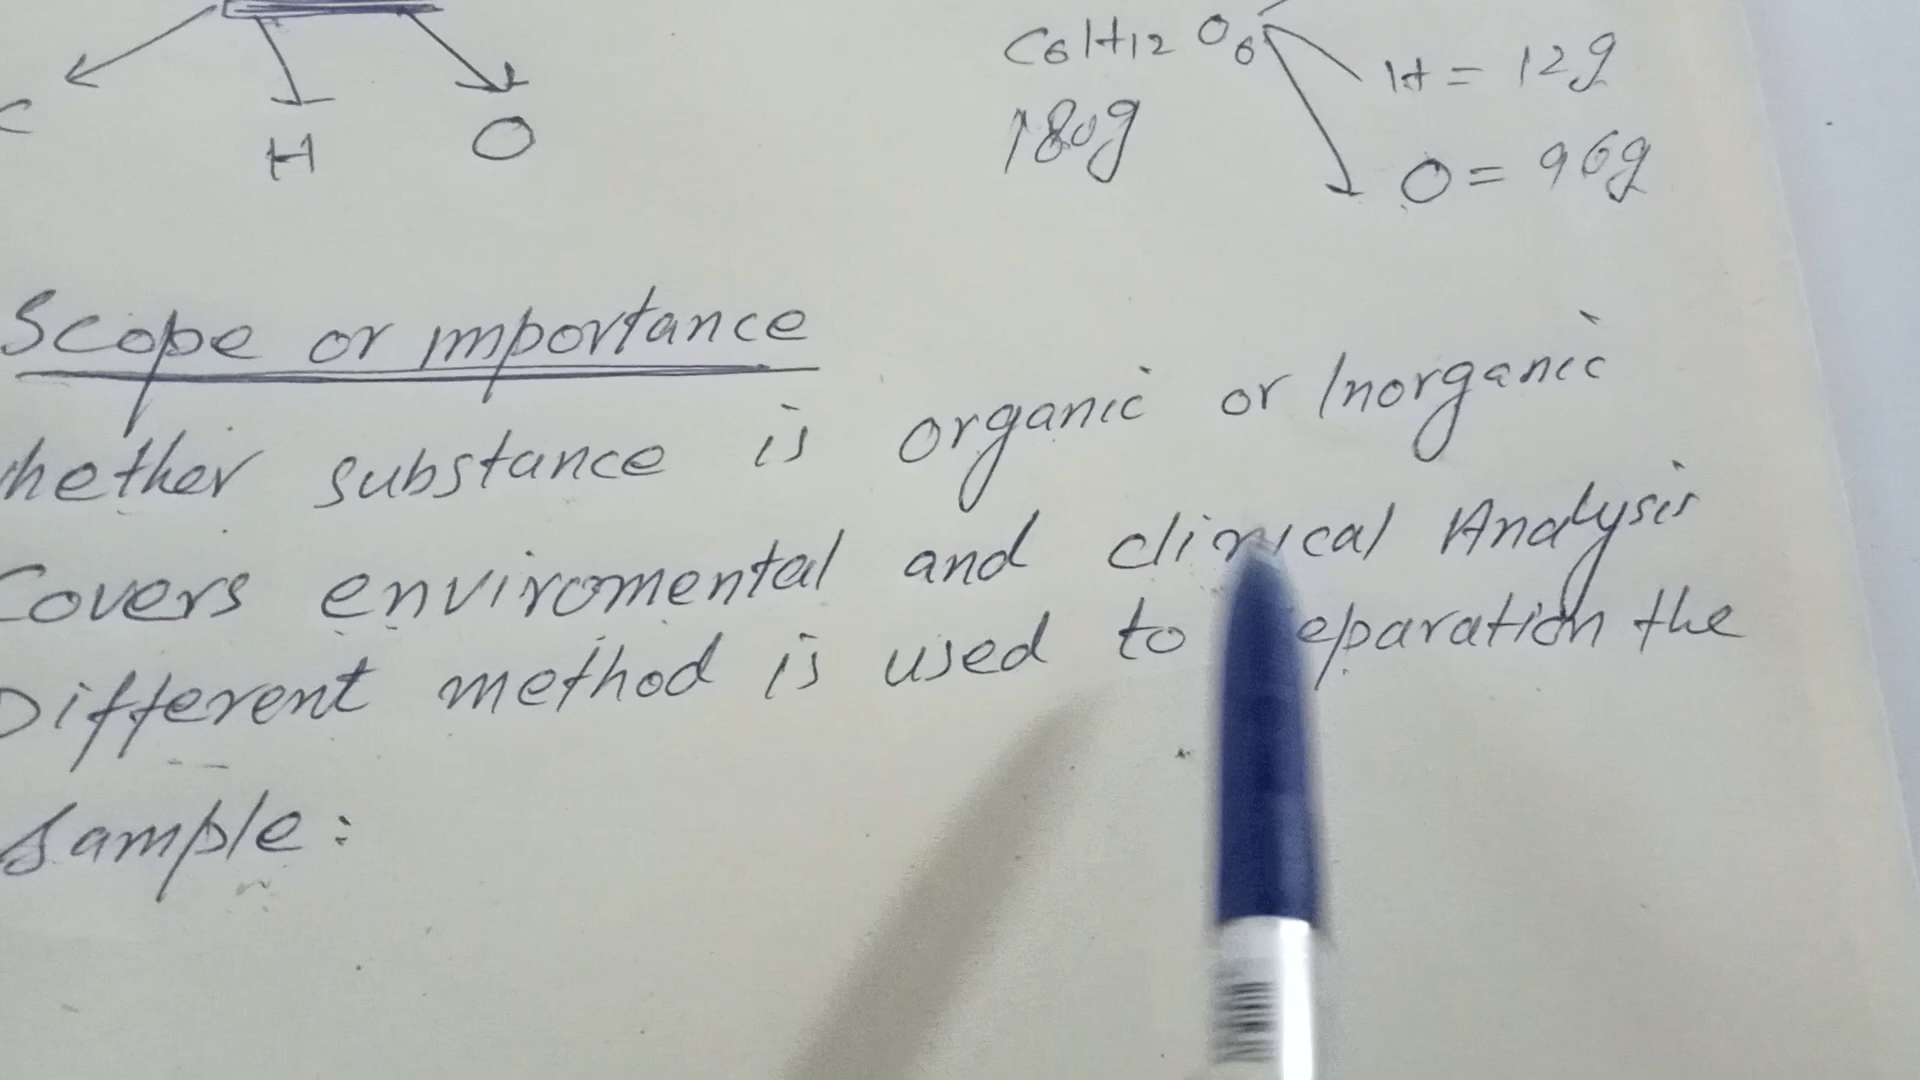 C6H12O6 H = 12g
180g O = 96g
C H O
Scope or importance
hether substance is organic or Inorganic
Covers enviromental and clinical Analysis
Different method is used to eparation the
Sample: